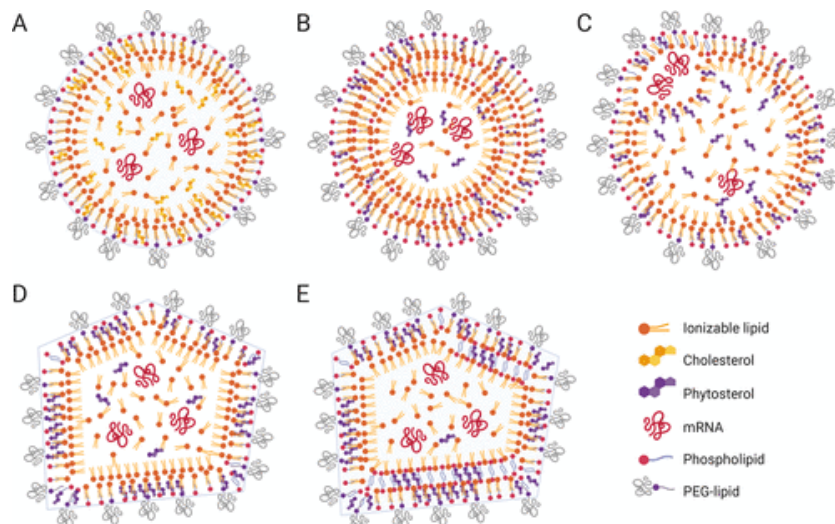 A
B
C
D
E
Ionizable lipid
Cholesterol
Phytosterol
mRNA
Phospholipid
PEG-lipid